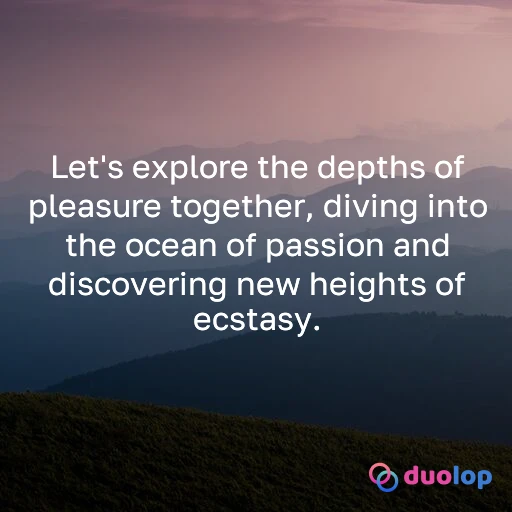 Let's explore the depths of
pleasure together, diving into
the ocean of passion and
discovering new heights of
ecstasy.
duolop